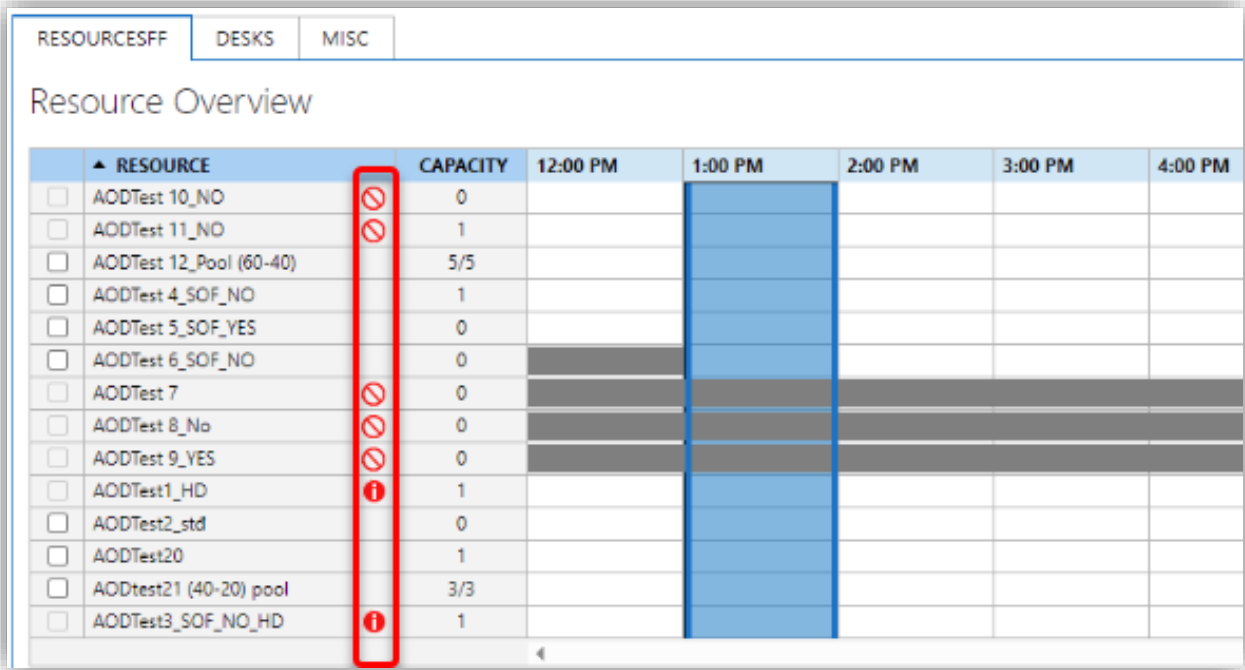 RESOURCESFF DESKS MISC
Resource Overview
▲ RESOURCE CAPACITY 12:00 PM 1:00 PM 2:00 PM 3:00 PM 4:00 PM
AODTest 10_NO 0
AODTest 11_NO 1
AODTest 12_Pool (60-40) 5/5
AODTest 4_SOF_NO 1
AODTest 5_SOF_YES 0
AODTest 6_SOF_NO 0
AODTest 7 0
AODTest 8_No 0
AODTest 9_YES 0
AODTest1_HD 1
AODTest2_std 0
AODTest20 1
AODtest21 (40-20) pool 3/3
AODTest3_SOF_NO_HD 1